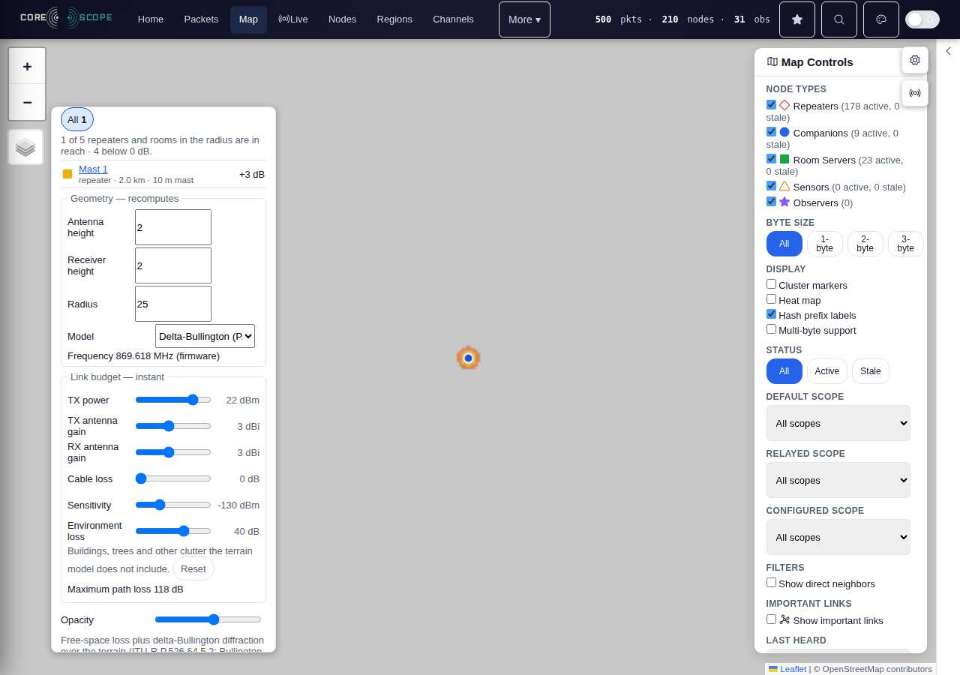 CORE SCOPE Home Packets Map Live Nodes Regions Channels More ▾ 500 pkts · 210 nodes · 31 obs
+
−
All 1
1 of 5 repeaters and rooms in the radius are in
reach · 4 below 0 dB.
Mast 1
repeater · 2.0 km · 10 m mast
+3 dB
Geometry — recomputes
Antenna
height
2
Receiver
height
2
Radius
25
Model
Delta-Bullington (P
Frequency 869.618 MHz (firmware)
Link budget — instant
TX power
22 dBm
TX antenna
gain
3 dBi
RX antenna
gain
3 dBi
Cable loss
0 dB
Sensitivity
-130 dBm
Environment
loss
40 dB
Buildings, trees and other clutter the terrain
model does not include.
Reset
Maximum path loss 118 dB
Opacity
Free-space loss plus delta-Bullington diffraction
over the terrain (ITU-R P.526 §4.5.2; Bullington
Map Controls
NODE TYPES
Repeaters (178 active, 0
stale)
Companions (9 active, 0
stale)
Room Servers (23 active,
0 stale)
Sensors (0 active, 0 stale)
Observers (0)
BYTE SIZE
All
1-
byte
2-
byte
3-
byte
DISPLAY
Cluster markers
Heat map
Hash prefix labels
Multi-byte support
STATUS
All Active Stale
DEFAULT SCOPE
All scopes
RELAYED SCOPE
All scopes
CONFIGURED SCOPE
All scopes
FILTERS
Show direct neighbors
IMPORTANT LINKS
Show important links
LAST HEARD
Leaflet | © OpenStreetMap contributors